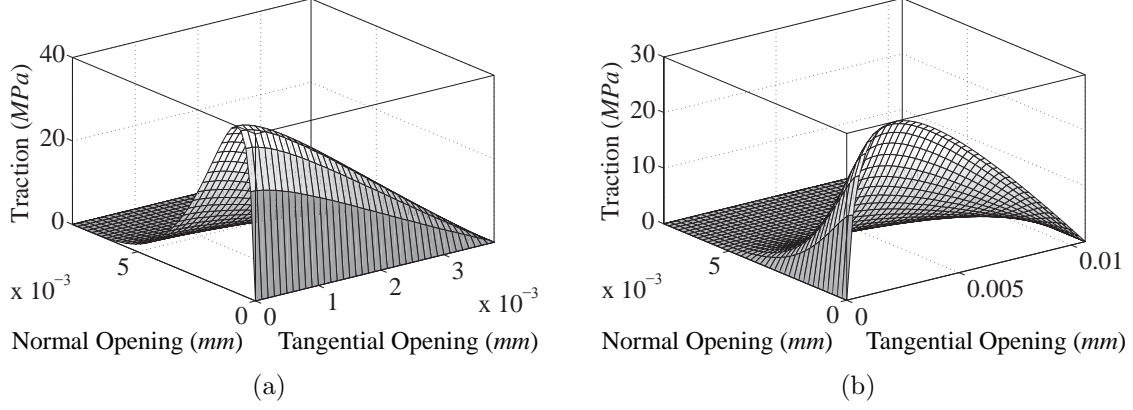 40
20
0
Traction (MPa)
5
x 10⁻³
0
0
1
2
3
x 10⁻³
Normal Opening (mm)
Tangential Opening (mm)
(a)
30
20
10
0
Traction (MPa)
5
x 10⁻³
0
0
0.005
0.01
Normal Opening (mm)
Tangential Opening (mm)
(b)